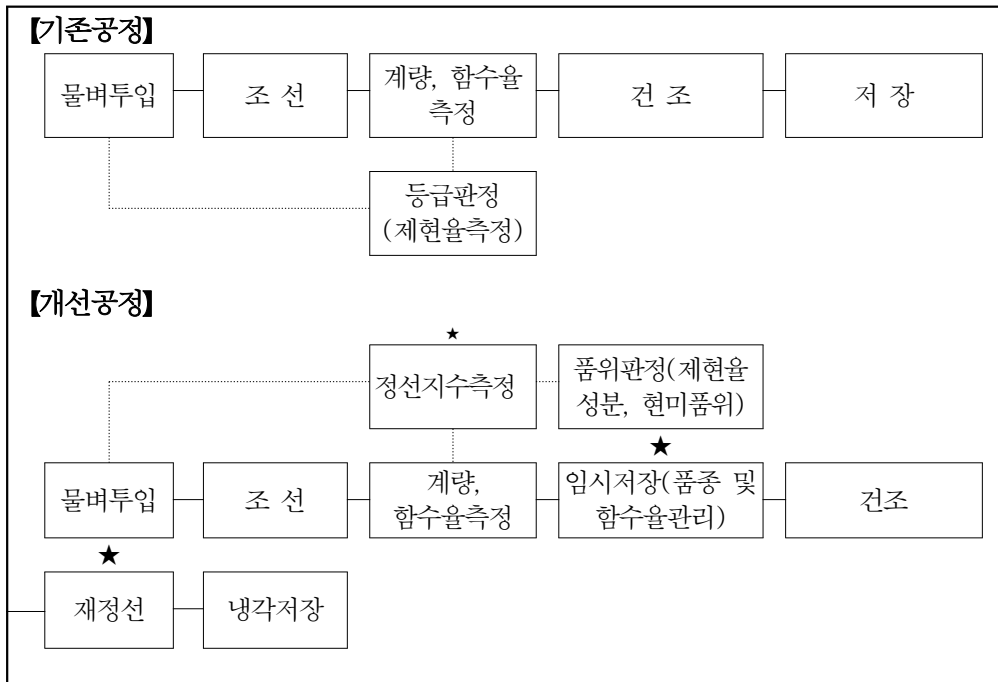 【기존공정】
물벼투입
조 선
계량, 함수율
측정
건 조
저 장
등급판정
(제현율측정)
【개선공정】
★
정선지수측정
품위판정(제현율
성분, 현미품위)
물벼투입
조 선
계량,
함수율측정
★
임시저장(품종 및
함수율관리)
건조
★
재정선
냉각저장